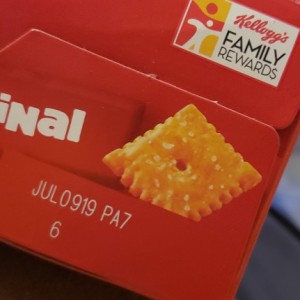 Kellogg's
FAMILY
REWARDS
iNal
JUL0919 PA7
6